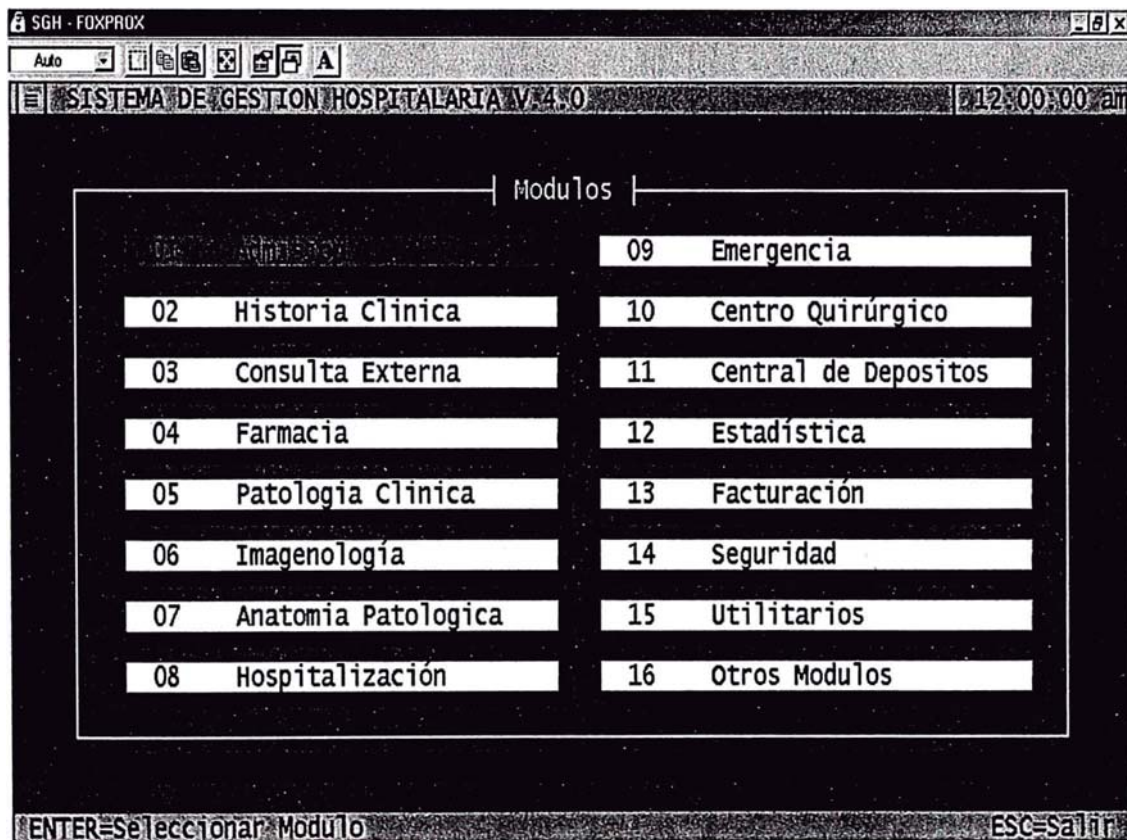 SGH - FOXPROX
Auto
A
SISTEMA DE GESTION HOSPITALARIA V.4.0 12:00:00 am
Modulos
09 Emergencia
02 Historia Clinica 10 Centro Quirúrgico
03 Consulta Externa 11 Central de Depositos
04 Farmacia 12 Estadística
05 Patologia Clinica 13 Facturación
06 Imagenología 14 Seguridad
07 Anatomia Patologica 15 Utilitarios
08 Hospitalización 16 Otros Modulos
ENTER=Seleccionar Modulo ESC=Salir